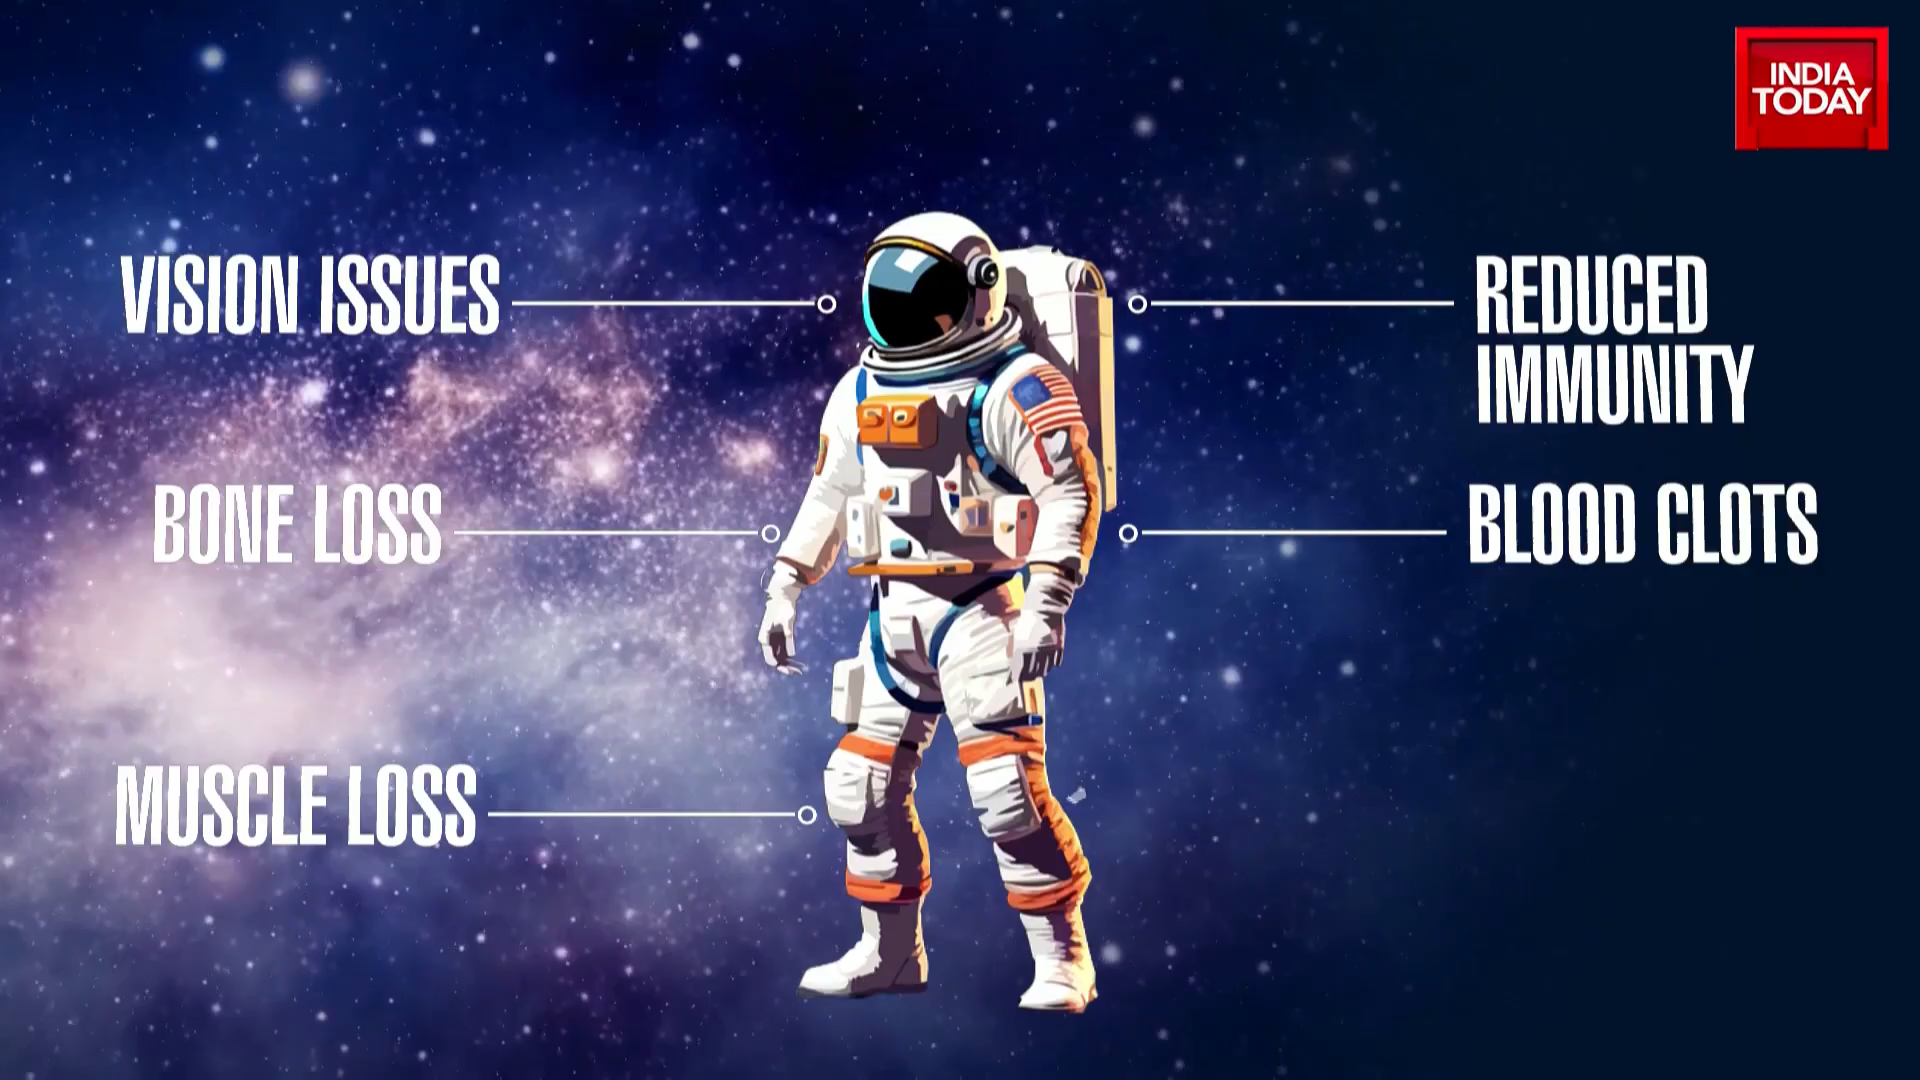 INDIA
TODAY
VISION ISSUES
REDUCED
IMMUNITY
BONE LOSS
BLOOD CLOTS
MUSCLE LOSS